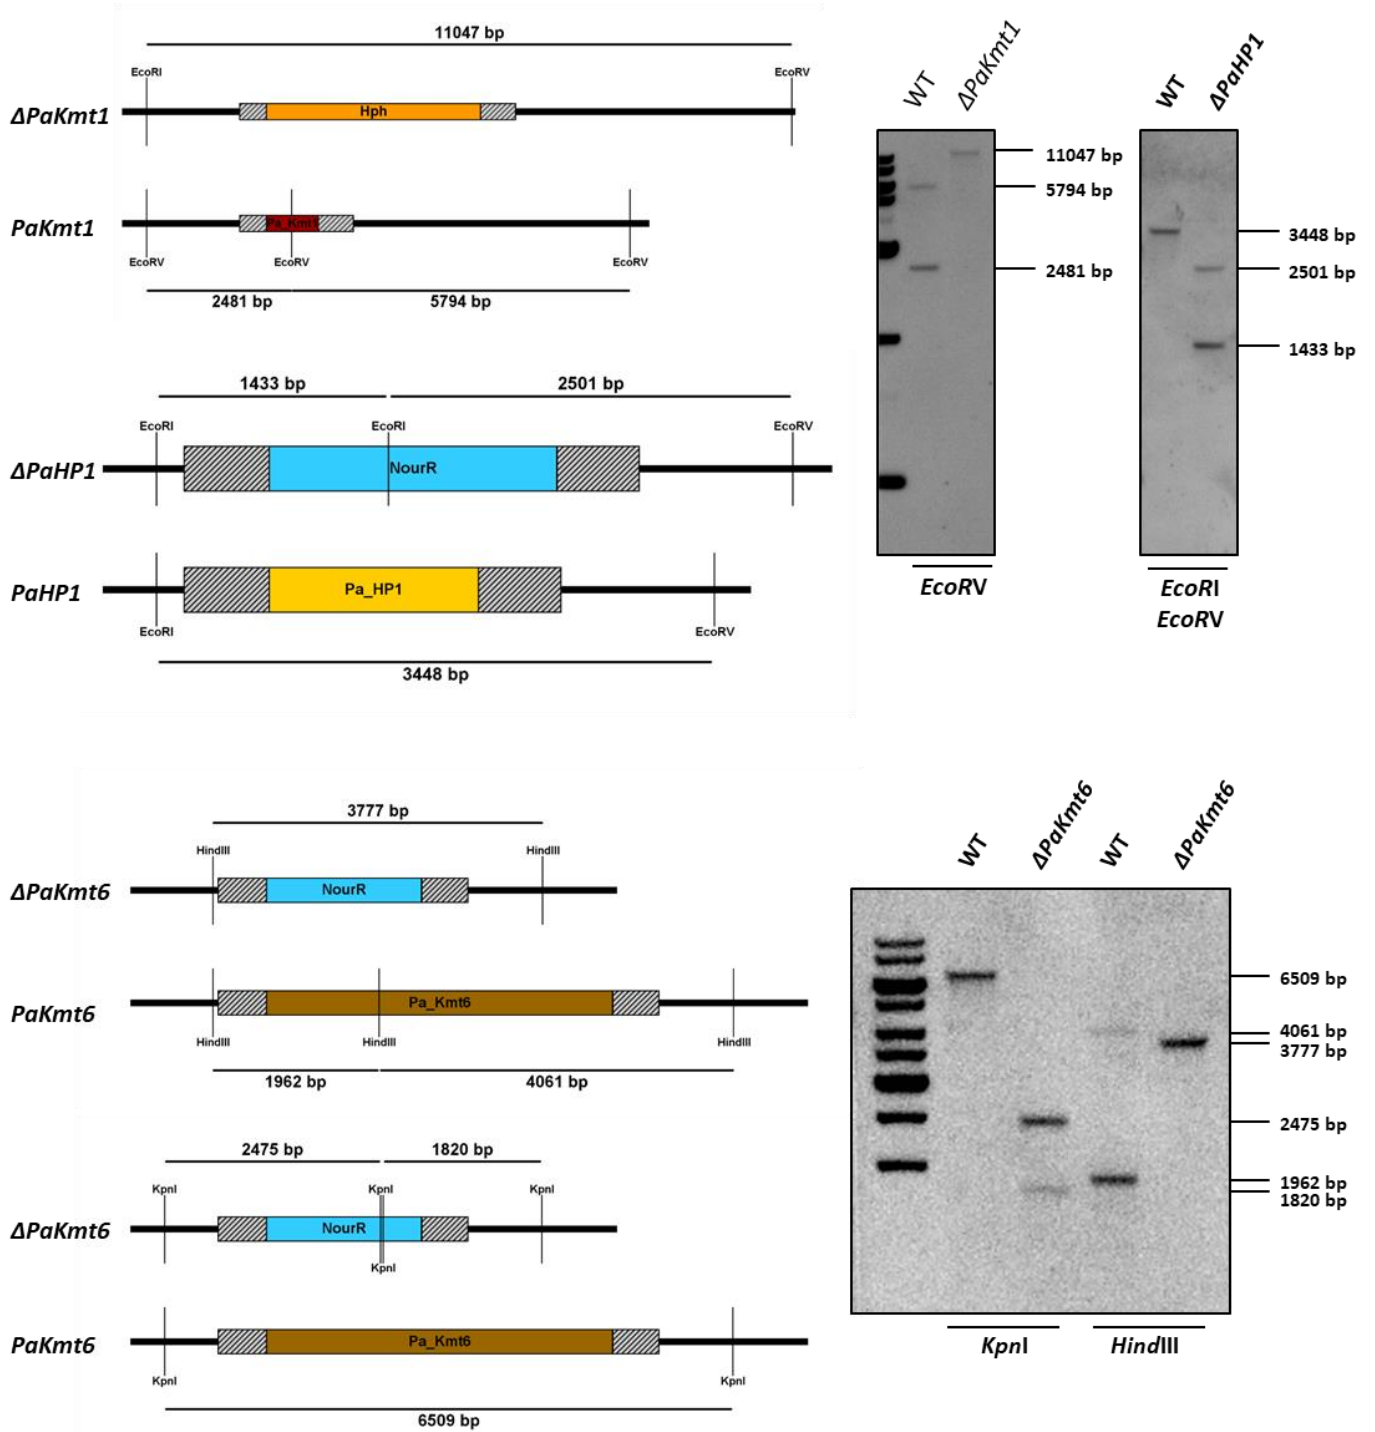 11047 bp
EcoRI
EcoRV
ΔPaKmt1
Hph
PaKmt1
Pa_Kmt1
EcoRV
EcoRV
EcoRV
2481 bp
5794 bp
1433 bp
2501 bp
EcoRI
EcoRI
EcoRV
ΔPaHP1
NourR
PaHP1
Pa_HP1
EcoRI
EcoRV
3448 bp
WT
ΔPaKmt1
11047 bp
5794 bp
2481 bp
EcoRV
WT
ΔPaHP1
3448 bp
2501 bp
1433 bp
EcoRI
EcoRV
3777 bp
HindIII
HindIII
ΔPaKmt6
NourR
PaKmt6
Pa_Kmt6
HindIII
HindIII
HindIII
1962 bp
4061 bp
2475 bp
1820 bp
KpnI
KpnI
KpnI
ΔPaKmt6
NourR
KpnI
PaKmt6
Pa_Kmt6
KpnI
KpnI
6509 bp
WT
ΔPaKmt6
WT
ΔPaKmt6
6509 bp
4061 bp
3777 bp
2475 bp
1962 bp
1820 bp
KpnI
HindIII